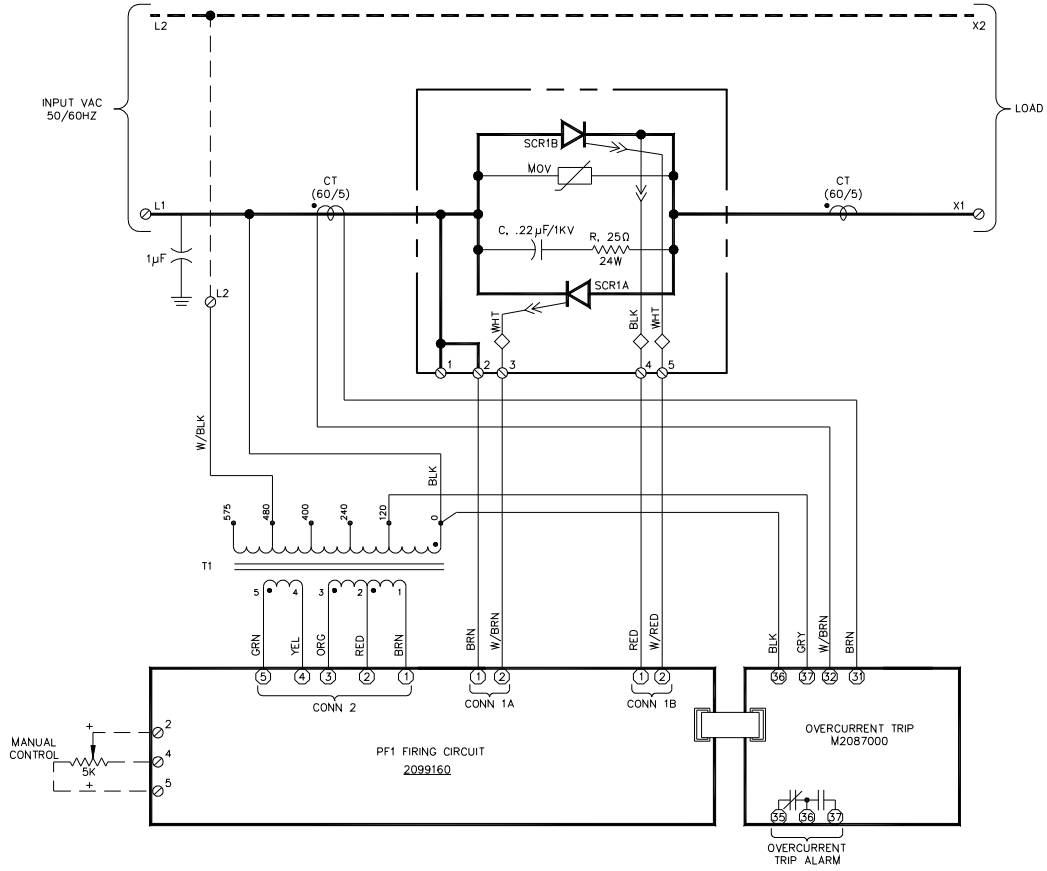 L2
X2
INPUT VAC
50/60HZ
LOAD
SCR1B
MOV
CT
(60/5)
CT
(60/5)
L1
X1
C, .22µF/1KV
R, 25Ω
24W
1µF
SCR1A
L2
WHT
BLK
WHT
1
2
3
4
5
W/BLK
BLK
575
480
400
240
120
0
T1
5
4
3
2
1
GRN
YEL
ORG
RED
BRN
BRN
W/BRN
RED
W/RED
BLK
GRY
W/BRN
BRN
5
4
3
2
1
1
2
1
2
36
37
32
31
CONN 2
CONN 1A
CONN 1B
+
2
MANUAL
CONTROL
5K
4
+
5
PF1 FIRING CIRCUIT
2099160
OVERCURRENT TRIP
M2087000
35
36
37
OVERCURRENT
TRIP ALARM